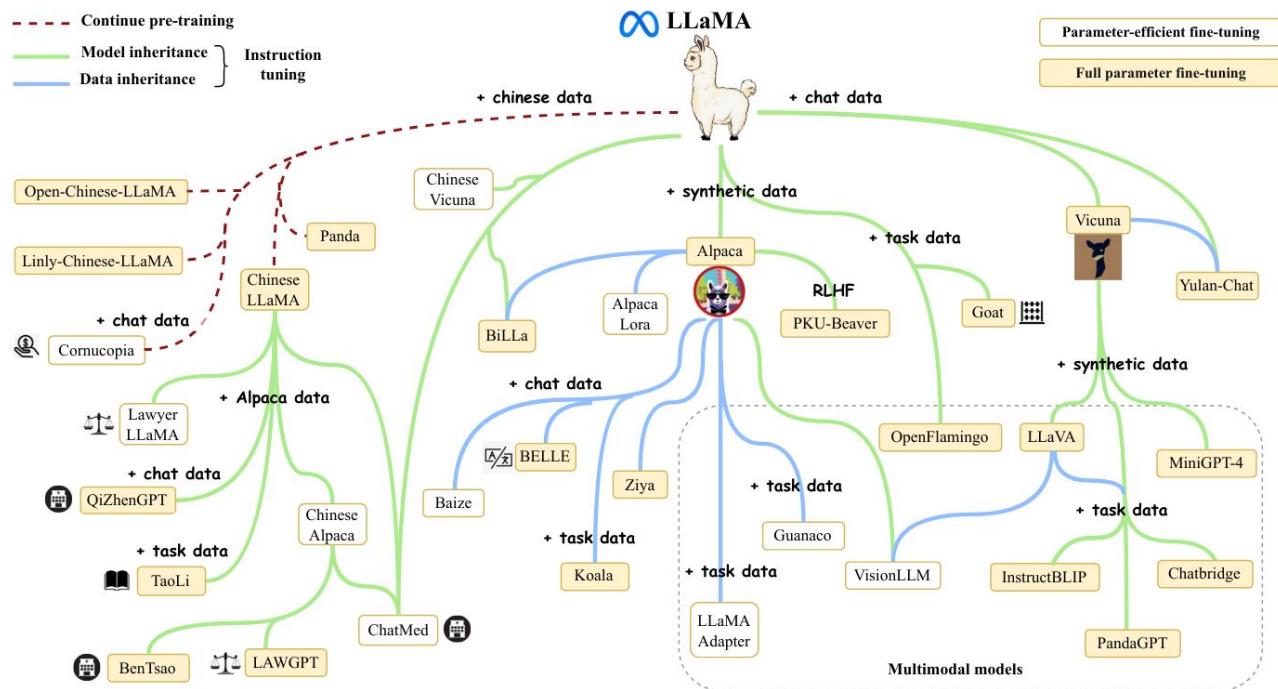 LLaMA
Continue pre-training
Model inheritance
Data inheritance
Instruction
tuning
Parameter-efficient fine-tuning
Full parameter fine-tuning
+ chinese data
+ chat data
+ synthetic data
Open-Chinese-LLaMA
Linly-Chinese-LLaMA
Panda
Chinese
LLaMA
+ chat data
Cornucopia
Chinese
Vicuna
Alpaca
+ task data
Vicuna
Yulan-Chat
BiLLa
Alpaca
Lora
RLHF
PKU-Beaver
Goat
+ synthetic data
+ Alpaca data
Lawyer
LLaMA
+ chat data
QiZhenGPT
+ task data
TaoLi
Chinese
Alpaca
BenTsao
LAWGPT
ChatMed
+ chat data
Baize
A
文
BELLE
+ task data
Koala
Ziya
+ task data
Guanaco
+ task data
LLaMA
Adapter
OpenFlamingo
LLaVA
MiniGPT-4
VisionLLM
+ task data
InstructBLIP
Chatbridge
PandaGPT
Multimodal models